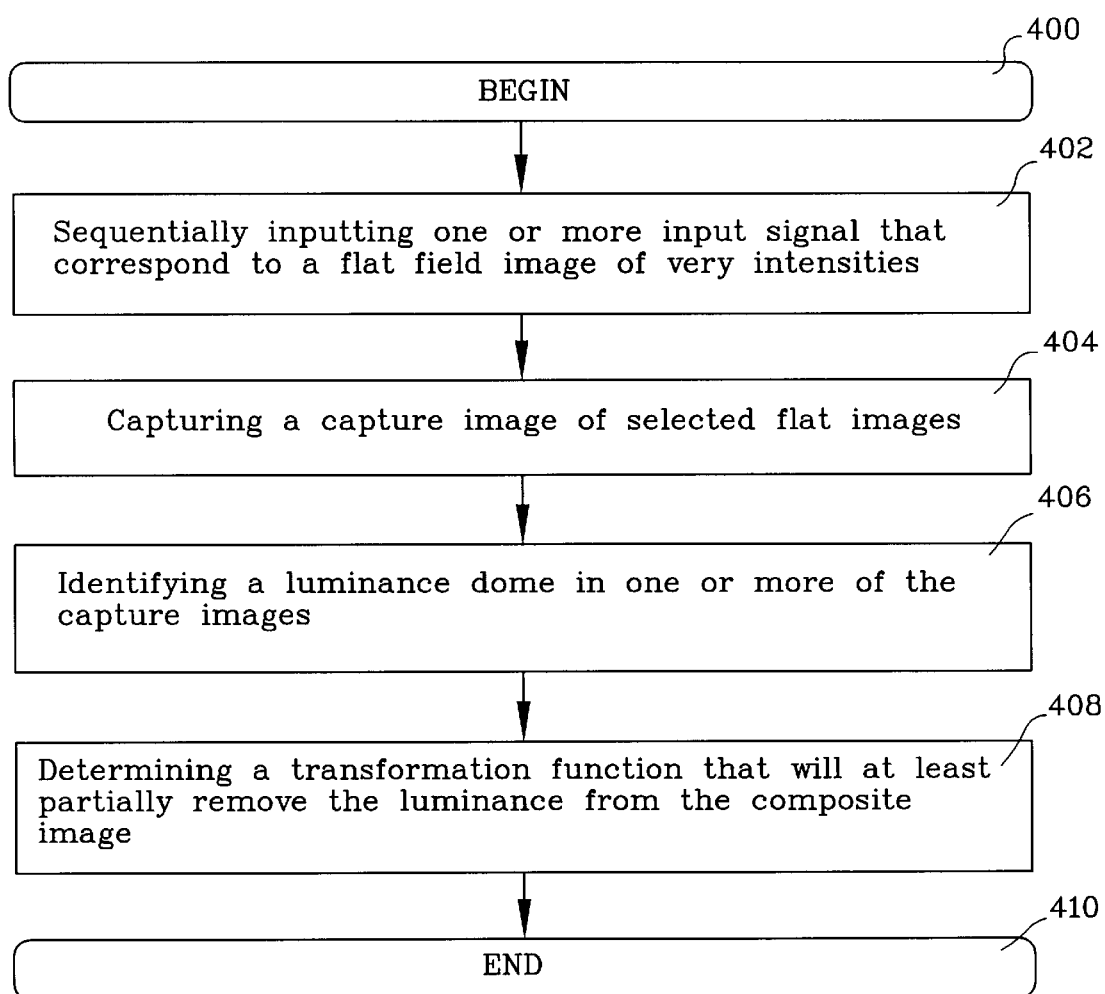 400
BEGIN
402
Sequentially inputting one or more input signal that
correspond to a flat field image of very intensities
404
Capturing a capture image of selected flat images
406
Identifying a luminance dome in one or more of the
capture images
408
Determining a transformation function that will at least
partially remove the luminance from the composite
image
410
END